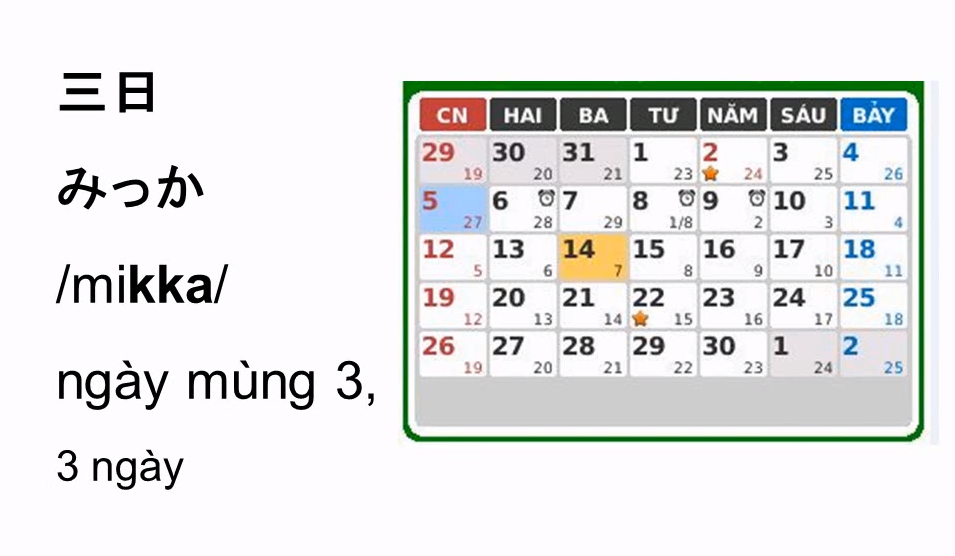 三日
みっか
/mikka/
ngày mùng 3,
3 ngày
CN HAI BA TƯ NĂM SÁU BẢY
29 30 31 1 2 3 4
19 20 21 23 24 25 26
5 6 7 8 9 10 11
27 28 29 1/8 2 3 4
12 13 14 15 16 17 18
5 6 7 8 9 10 11
19 20 21 22 23 24 25
12 13 14 15 16 17 18
26 27 28 29 30 1 2
19 20 21 22 23 24 25